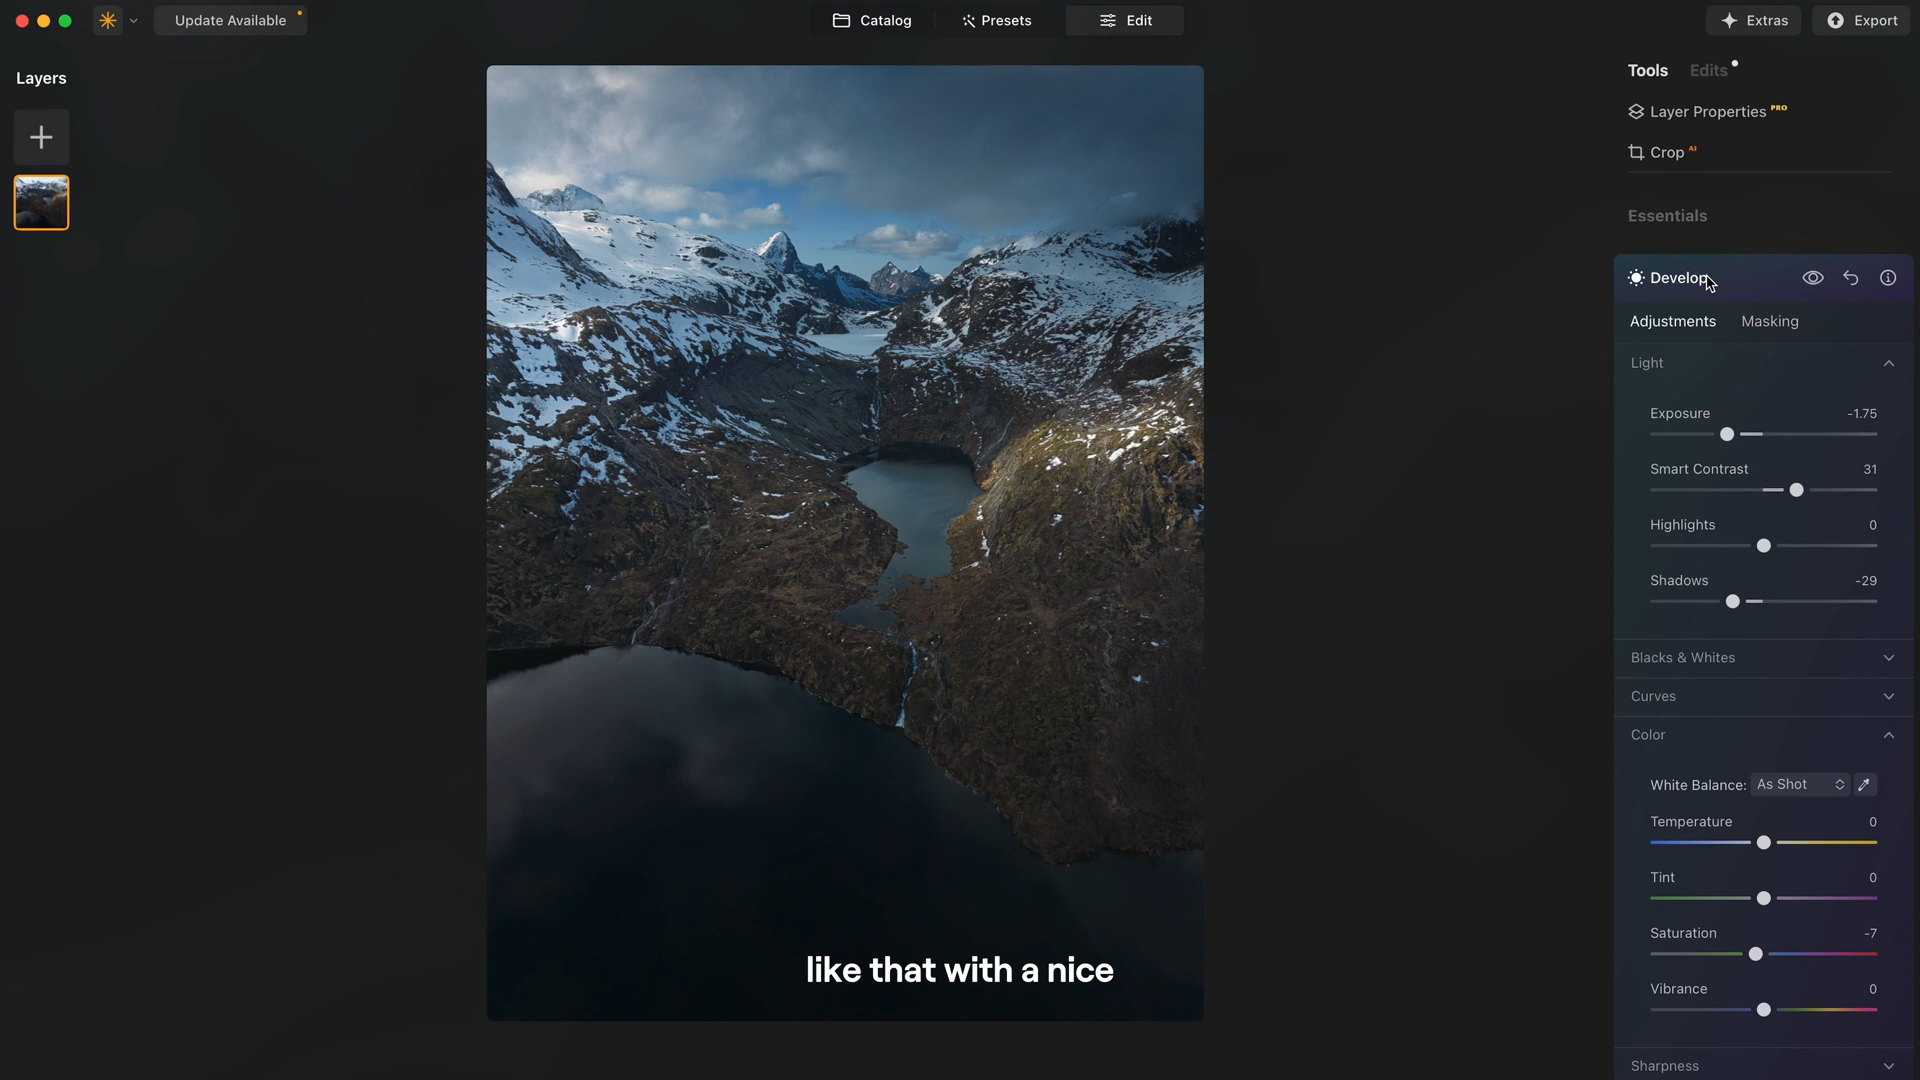 Update Available
Catalog
Presets
Edit
Extras
Export
Layers
Tools
Edits
Layer Properties PRO
Crop AI
Essentials
Develop
Adjustments
Masking
Light
Exposure
-1.75
Smart Contrast
31
Highlights
0
Shadows
-29
Blacks & Whites
Curves
Color
White Balance: As Shot
Temperature
0
Tint
0
Saturation
-7
Vibrance
0
Sharpness
like that with a nice